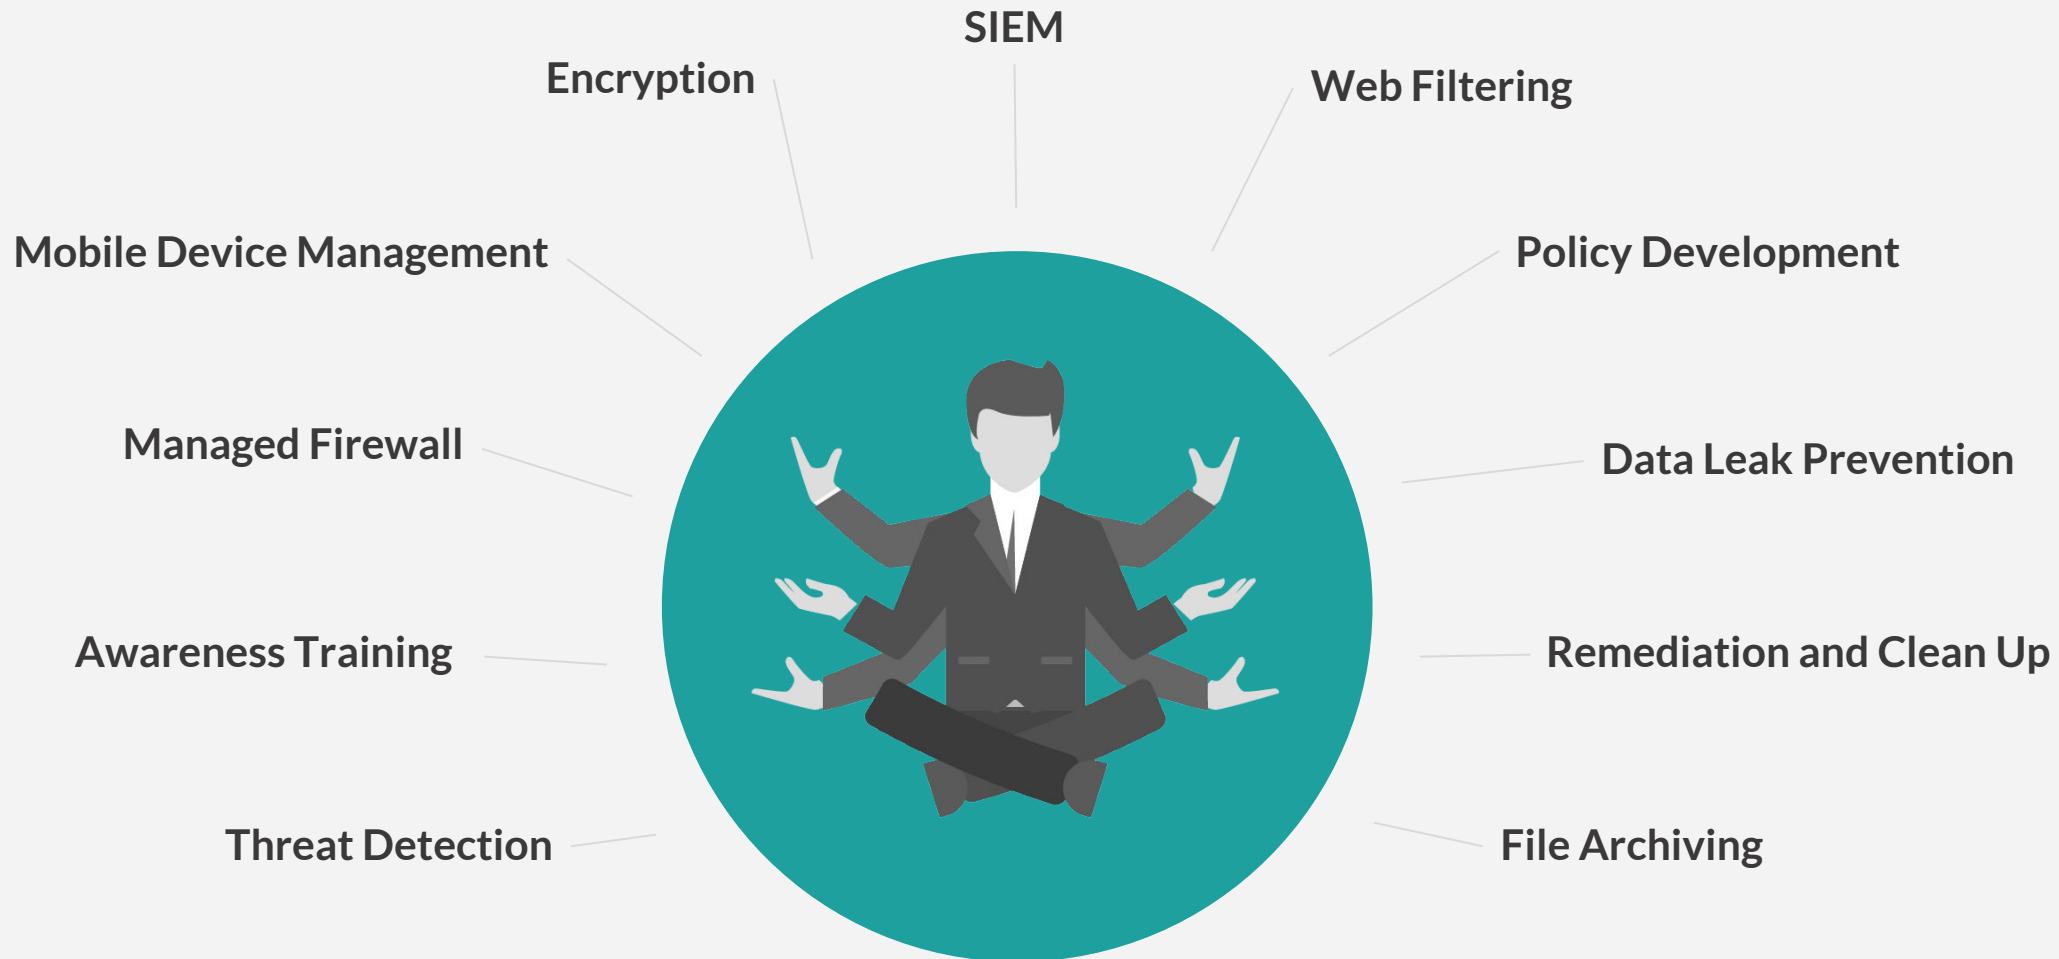 SIEM
Encryption
Web Filtering
Mobile Device Management
Policy Development
Managed Firewall
Data Leak Prevention
Awareness Training
Remediation and Clean Up
Threat Detection
File Archiving